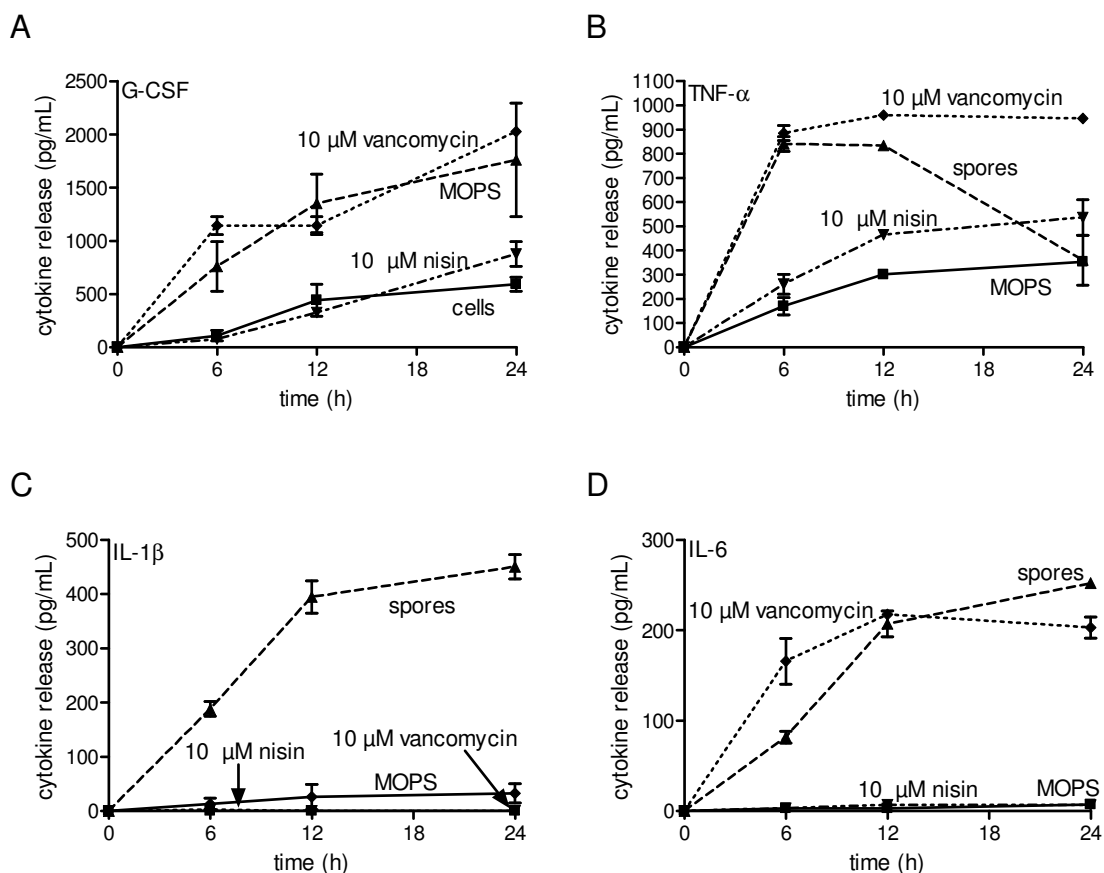 A
G-CSF
cytokine release (pg/mL)
2500
2000
1500
1000
500
0
10 µM vancomycin
MOPS
10 µM nisin
cells
0 6 12 18 24
time (h)
B
TNF-α
cytokine release (pg/mL)
1100
1000
900
800
700
600
500
400
300
200
100
0
10 µM vancomycin
spores
10 µM nisin
MOPS
0 6 12 18 24
time (h)
C
IL-1β
cytokine release (pg/mL)
500
400
300
200
100
0
spores
10 µM vancomycin
10 µM nisin
MOPS
0 6 12 18 24
time (h)
D
IL-6
cytokine release (pg/mL)
300
200
100
0
spores
10 µM vancomycin
10 µM nisin
MOPS
0 6 12 18 24
time (h)